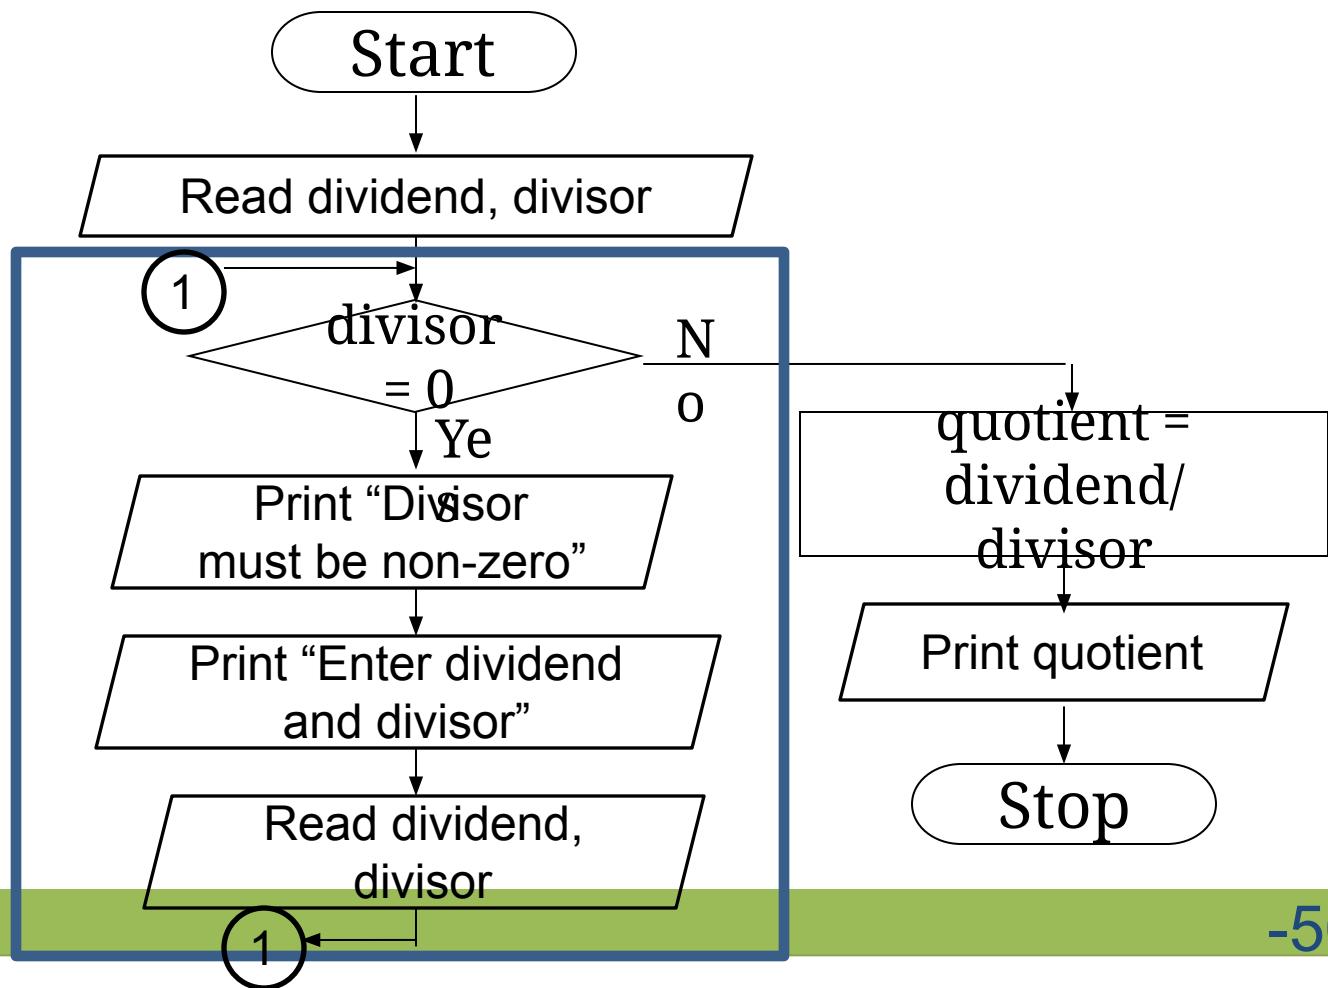 Start
Read dividend, divisor
1
divisor
= 0
N
o
Ye
s
quotient =
dividend/
divisor
Print “Divisor
must be non-zero”
Print quotient
Print “Enter dividend
and divisor”
Stop
Read dividend,
divisor
1